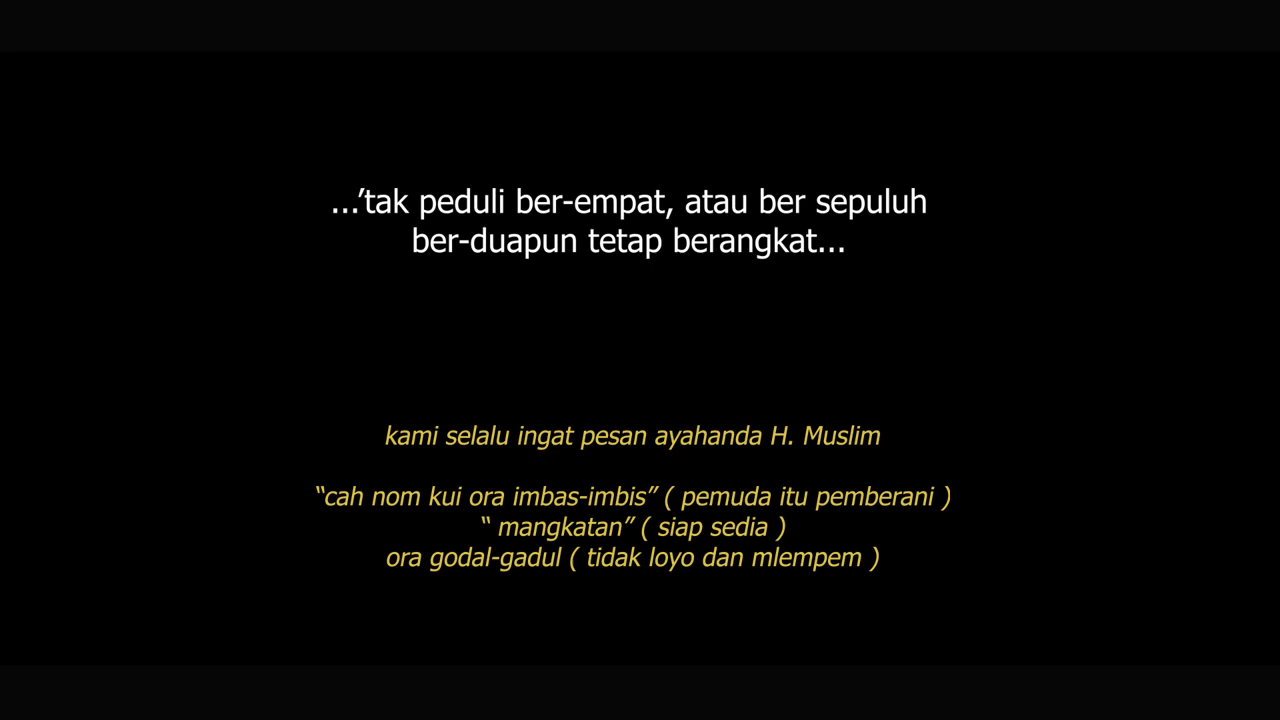 ...’tak peduli ber-empat, atau ber sepuluh
ber-duapun tetap berangkat...
kami selalu ingat pesan ayahanda H. Muslim
“cah nom kui ora imbas-imbis” ( pemuda itu pemberani )
“ mangkatan” ( siap sedia )
ora godal-gadul ( tidak loyo dan mlempem )